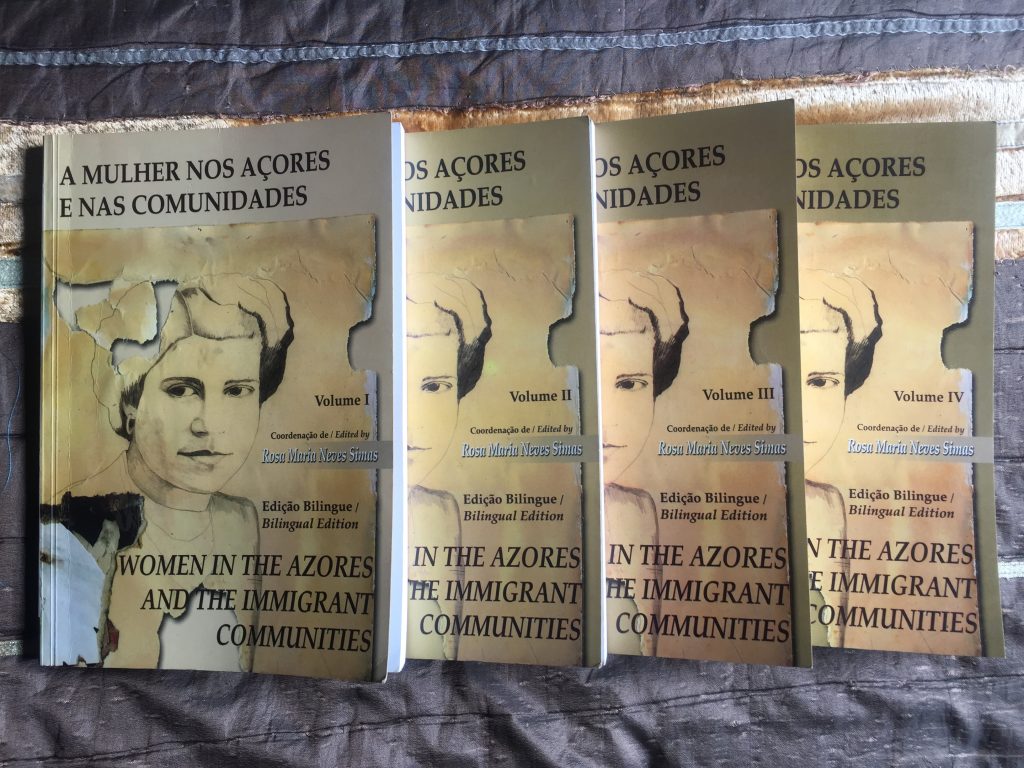 A MULHER NOS AÇORES
E NAS COMUNIDADES
Volume I
Coordenação de / Edited by
Rosa Maria Neves Simas
Edição Bilingue /
Bilingual Edition
WOMEN IN THE AZORES
AND THE IMMIGRANT
COMMUNITIES
OS AÇORES
NIDADES
Volume II
Coordenação de / Edited by
Rosa Maria Neves Simas
Edição Bilingue /
Bilingual Edition
IN THE AZORES
HE IMMIGRANT
COMMUNITIES
OS AÇORES
NIDADES
Volume III
Coordenação de / Edited by
Rosa Maria Neves Simas
Edição Bilingue /
Bilingual Edition
IN THE AZORES
HE IMMIGRANT
COMMUNITIES
OS AÇORES
NIDADES
Volume IV
Coordenação de / Edited by
Rosa Maria Neves Simas
Edição Bilingue /
Bilingual Edition
N THE AZORES
E IMMIGRANT
COMMUNITIES